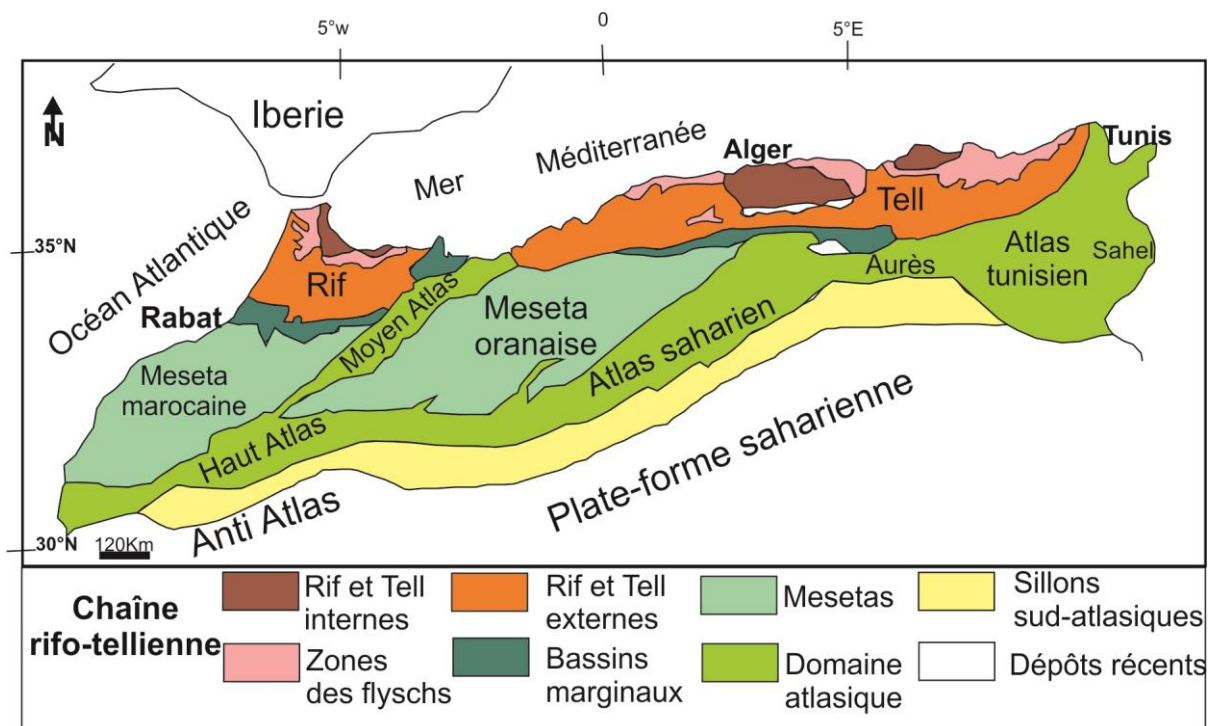 5°w
0
5°E
N
Iberie
Mer
Méditerranée
Alger
Tunis
Océan Atlantique
35°N
Rif
Tell
Rabat
Moyen Atlas
Meseta
oranaise
Aurès
Atlas
tunisien
Sahel
Meseta
marocaine
Haut Atlas
Atlas saharien
Anti Atlas
Plate-forme saharienne
30°N
120Km
Chaîne
rifo-tellienne
Rif et Tell
internes
Rif et Tell
externes
Mesetas
Sillons
sud-atlasiques
Zones
des flyschs
Bassins
marginaux
Domaine
atlasique
Dépôts récents